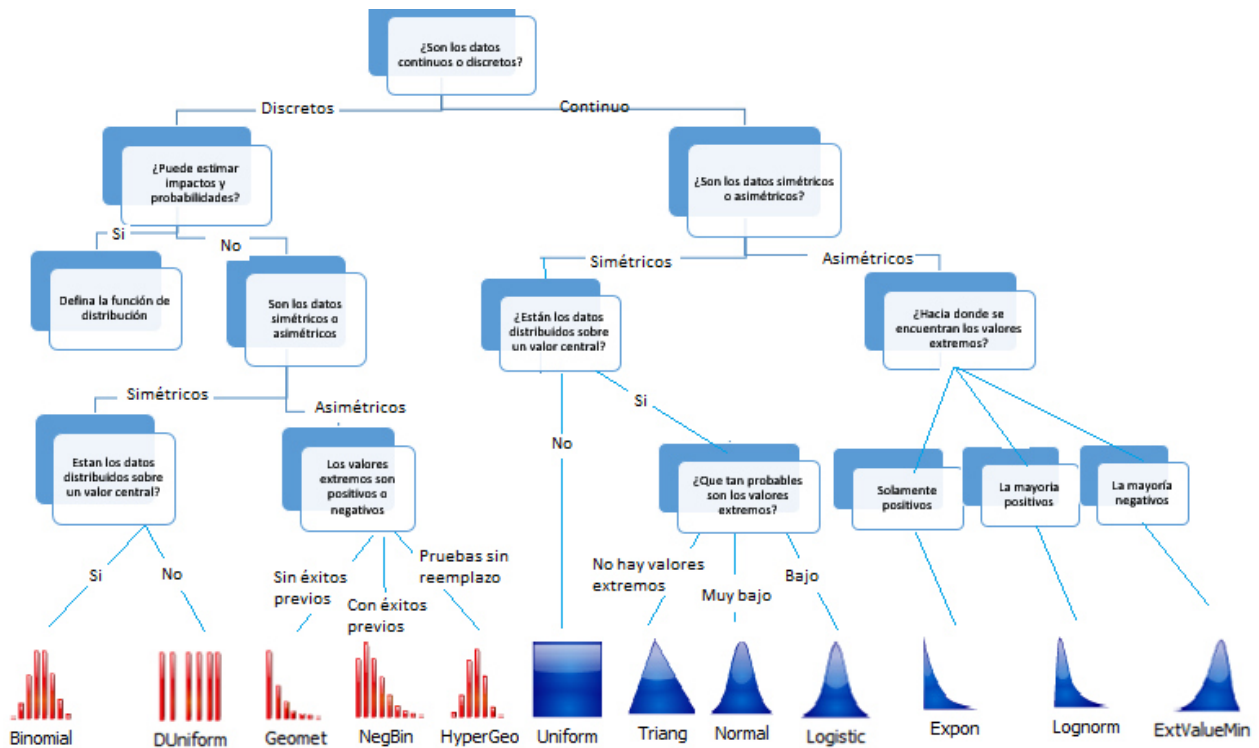 ¿Son los datos
continuos o discretos?
Discretos
Continuo
¿Puede estimar
impactos y
probabilidades?
¿Son los datos simétricos
o asimétricos?
Si
No
Simétricos
Asimétricos
Defina la función de
distribución
Son los datos
simétricos o
asimétricos
¿Están los datos
distribuidos sobre
un valor central?
¿Hacia donde se
encuentran los valores
extremos?
Simétricos
Asimétricos
No
Si
Estan los datos
distribuidos sobre
un valor central?
Los valores
extremos son
positivos o
negativos
¿Que tan probables
son los valores
extremos?
Solamente
positivos
La mayoria
positivos
La mayoría
negativos
Si
No
Sin éxitos
previos
Con éxitos
previos
Pruebas sin
reemplazo
No hay valores
extremos
Muy bajo
Bajo
Binomial
DUniform
Geomet
NegBin
HyperGeo
Uniform
Triang
Normal
Logistic
Expon
Lognorm
ExtValueMin